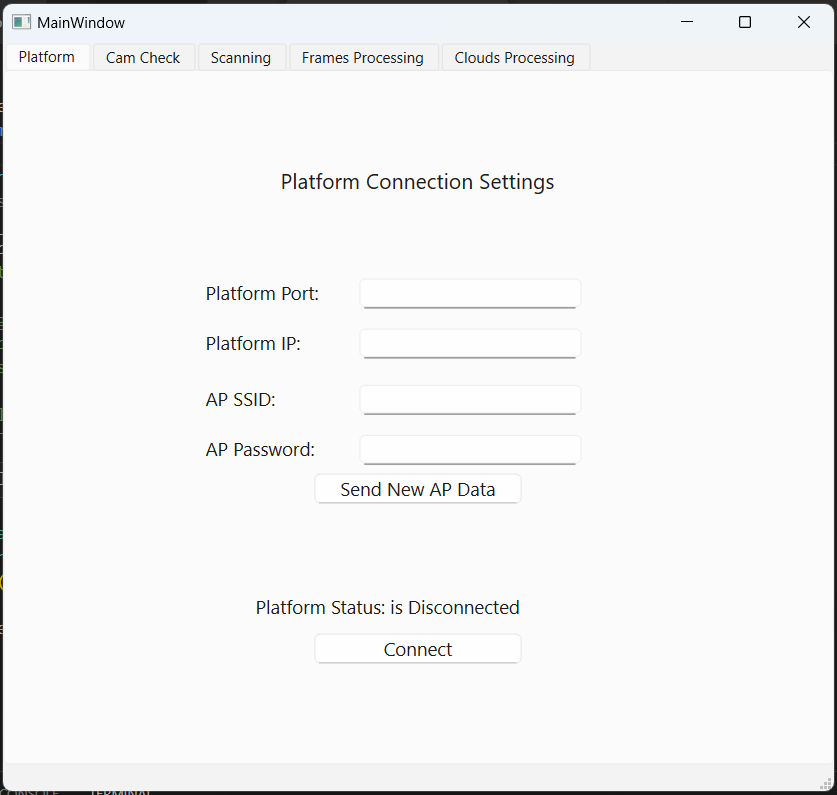 MainWindow
Platform Cam Check Scanning Frames Processing Clouds Processing
Platform Connection Settings
Platform Port:
Platform IP:
AP SSID:
AP Password:
Send New AP Data
Platform Status: is Disconnected
Connect
TERMINAL